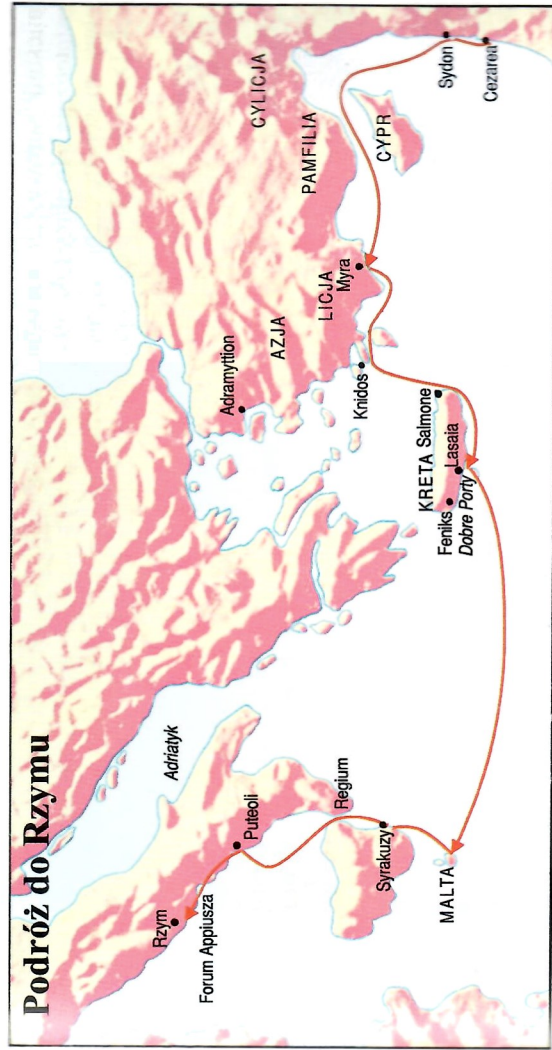 Podróż do Rzymu
Adriatyk
Rzym
Forum Appiusza
Puteoli
Regium
Syrakuzy
MALTA
Adramyttion
AZJA
LICJA
Myra
PAMFILIA
CYLICJA
Knidos
CYPR
Sydon
Cezarea
KRETA
Salmone
Feniks
Lasaia
Dobre Porty